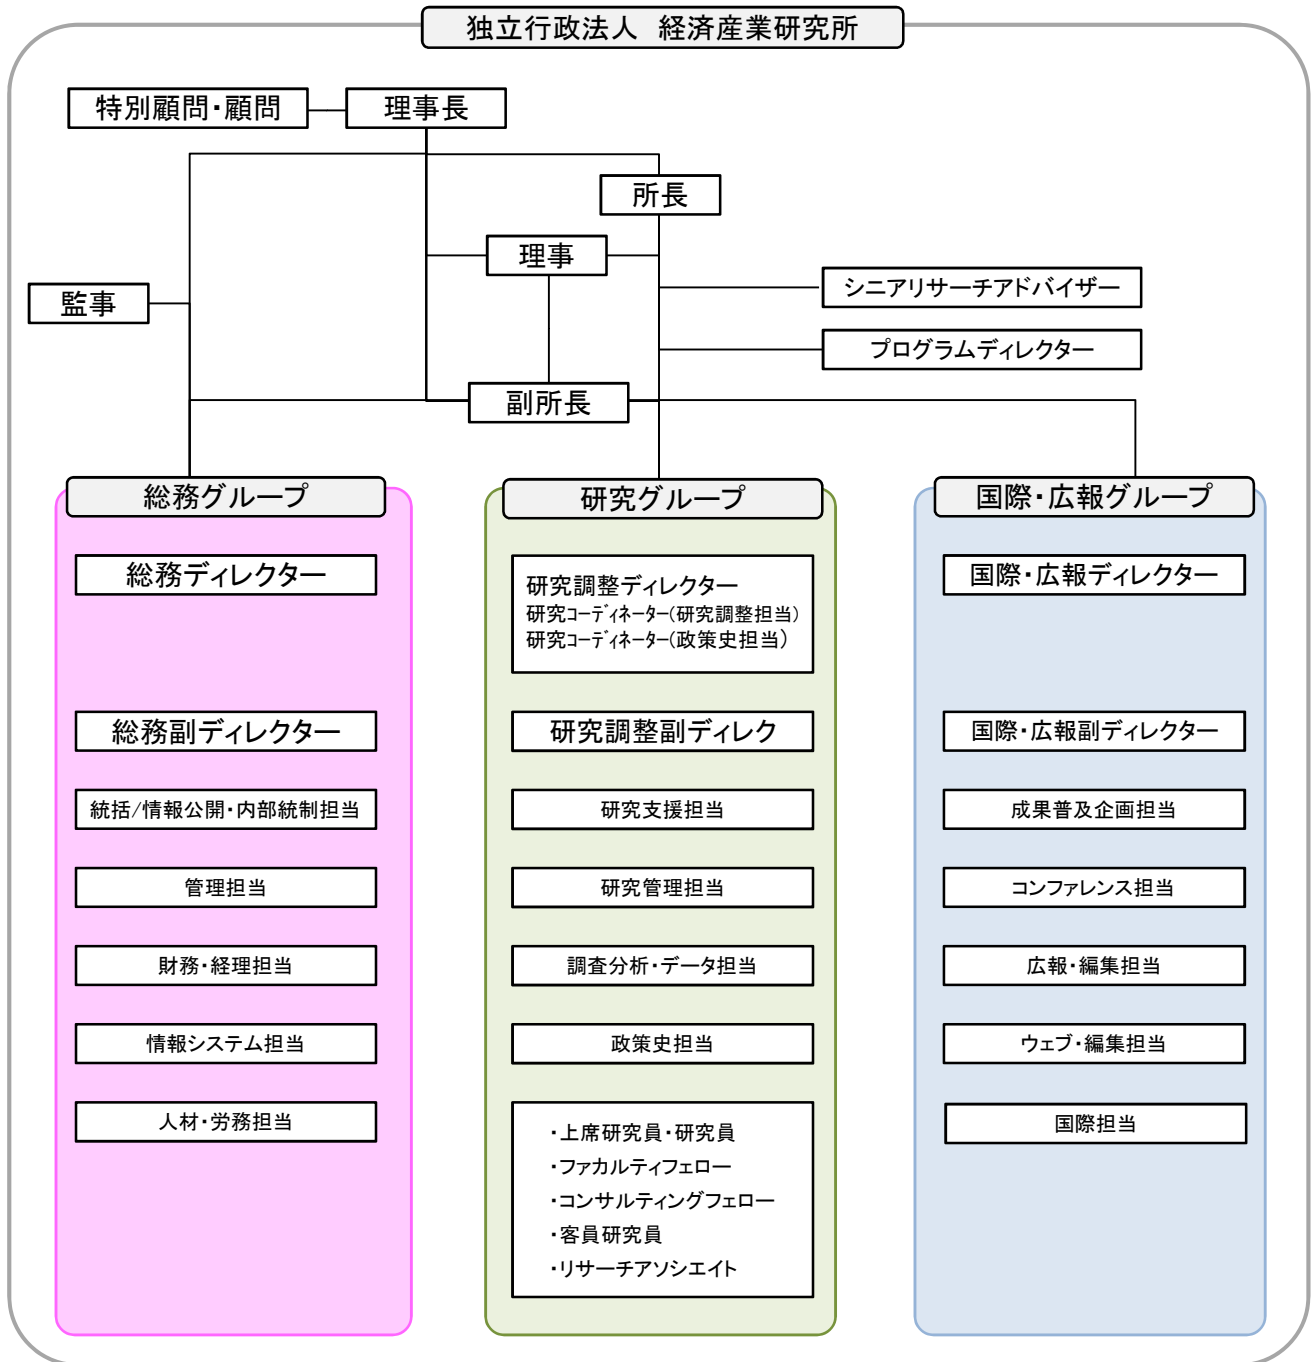 独立行政法人　経済産業研究所
特別顧問・顧問
理事長
所長
理事
監事
シニアリサーチアドバイザー
プログラムディレクター
副所長
総務グループ
総務ディレクター
総務副ディレクター
統括/情報公開・内部統制担当
管理担当
財務・経理担当
情報システム担当
人材・労務担当
研究グループ
研究調整ディレクター
研究ｺｰﾃﾞｨﾈｰﾀｰ(研究調整担当)
研究ｺｰﾃﾞｨﾈｰﾀｰ(政策史担当)
研究調整副ディレク
研究支援担当
研究管理担当
調査分析・データ担当
政策史担当
・上席研究員・研究員
・ファカルティフェロー
・コンサルティングフェロー
・客員研究員
・リサーチアソシエイト
国際・広報グループ
国際・広報ディレクター
国際・広報副ディレクター
成果普及企画担当
コンファレンス担当
広報・編集担当
ウェブ・編集担当
国際担当